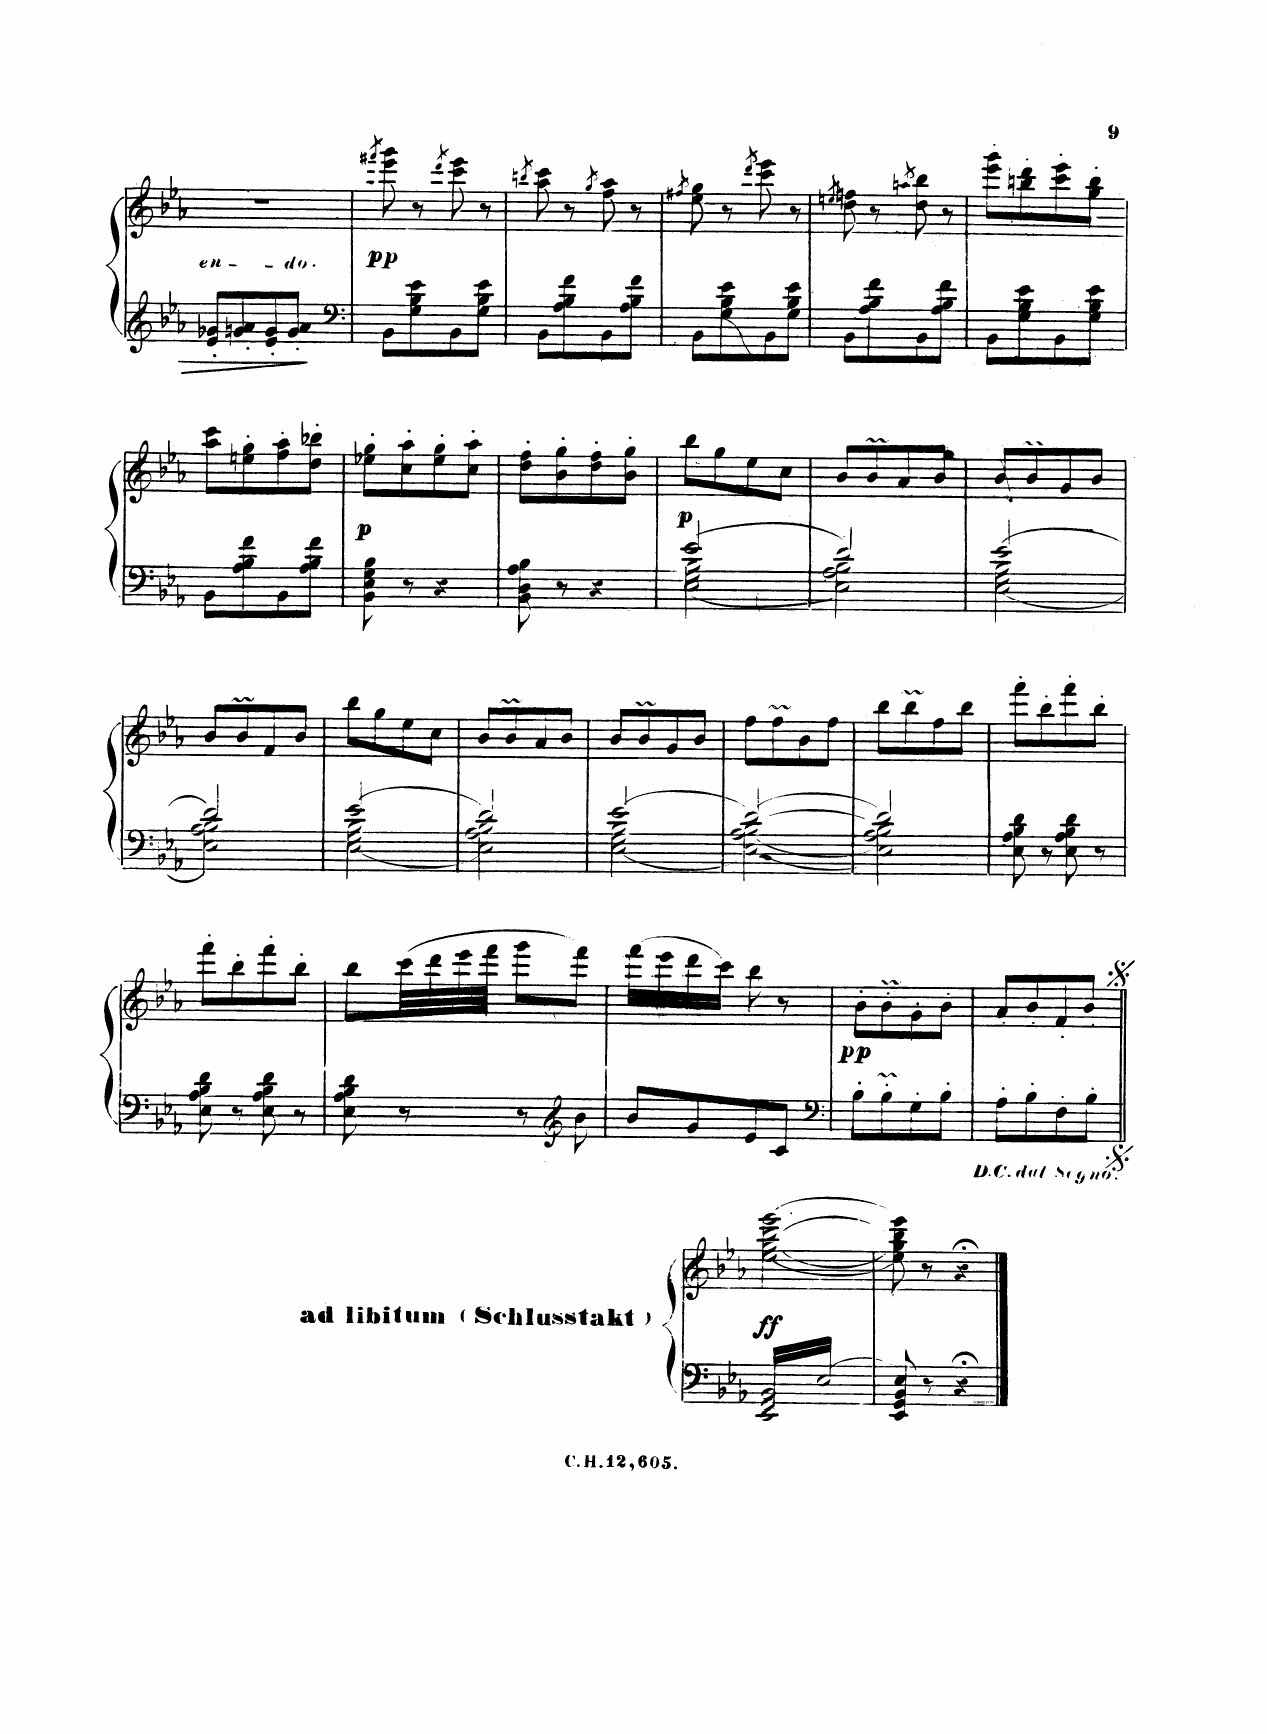 9
en - - do.
pp
p
p
pp
D.C. dal Segno.
ad libitum (Schlusstakt)
ff
C.H.12,605.